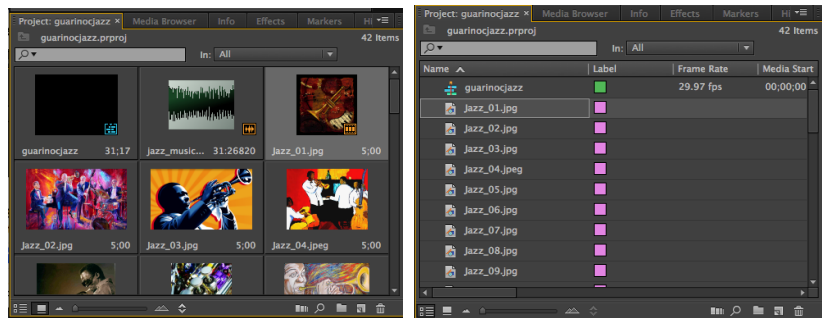 Project: guarinocjazz × Media Browser Info Effects Markers Hi
guarinocjazz.prproj 42 Items
In: All
guarinocjazz 31;17 jazz_music... 31:26820 Jazz_01.jpg 5;00
Jazz_02.jpg 5;00 Jazz_03.jpg 5;00 Jazz_04.jpeg 5;00
Project: guarinocjazz × Media Browser Info Effects Markers Hi
guarinocjazz.prproj 42 Items
In: All
Name Label Frame Rate Media Start
guarinocjazz 29.97 fps 00;00;00
Jazz_01.jpg
Jazz_02.jpg
Jazz_03.jpg
Jazz_04.jpeg
Jazz_05.jpg
Jazz_06.jpg
Jazz_07.jpg
Jazz_08.jpg
Jazz_09.jpg